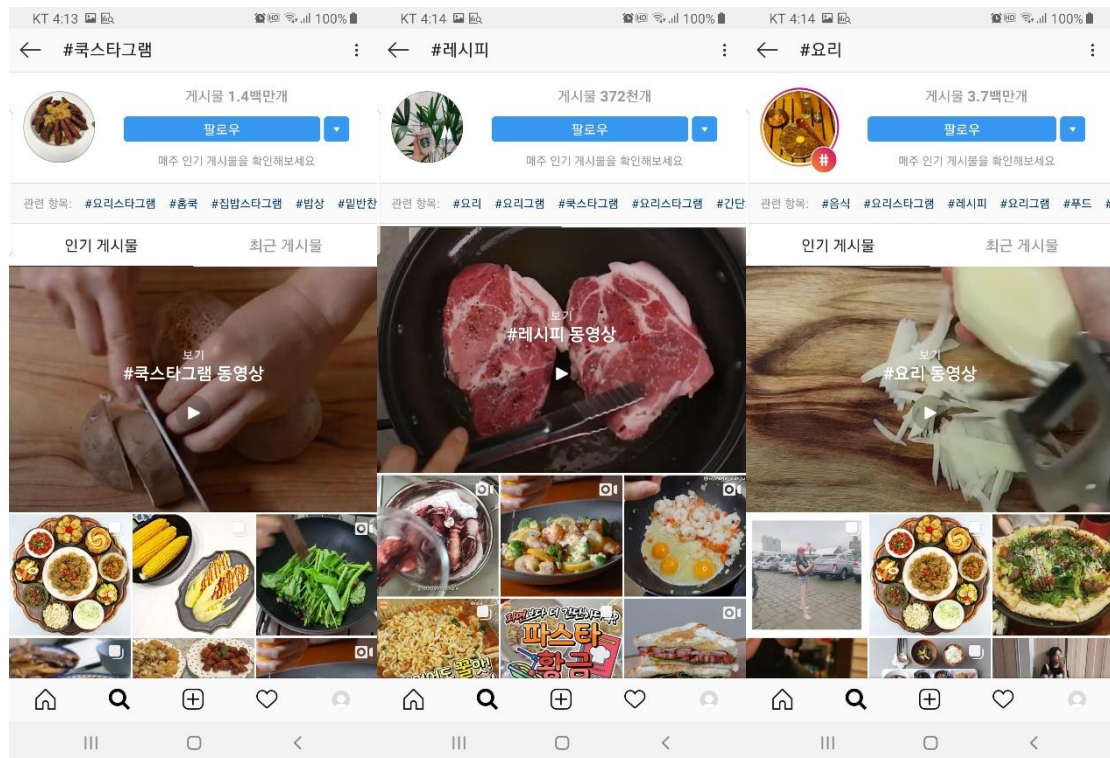 KT 4:13 100%
#쿡스타그램
게시물 1.4백만개
팔로우
매주 인기 게시물을 확인해보세요
관련 항목: #요리스타그램 #홈쿡 #집밥스타그램 #밥상 #밑반찬
인기 게시물 최근 게시물
보기
#쿡스타그램 동영상
KT 4:14 100%
#레시피
게시물 372천개
팔로우
매주 인기 게시물을 확인해보세요
관련 항목: #요리 #요리그램 #쿡스타그램 #요리스타그램 #간단
보기
#레시피 동영상
파스타
황금
KT 4:14 100%
#요리
게시물 3.7백만개
팔로우
매주 인기 게시물을 확인해보세요
관련 항목: #음식 #요리스타그램 #레시피 #요리그램 #푸드 #
인기 게시물 최근 게시물
보기
#요리 동영상